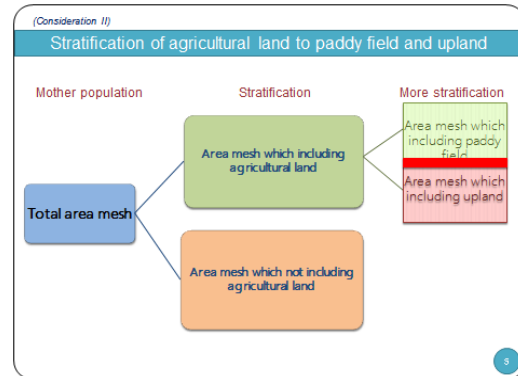 (Consideration II)
Stratification of agricultural land to paddy field and upland
Mother population
Stratification
More stratification
Total area mesh
Area mesh which including
agricultural land
Area mesh which not including
agricultural land
Area mesh which
including paddy
field
Area mesh which
including upland